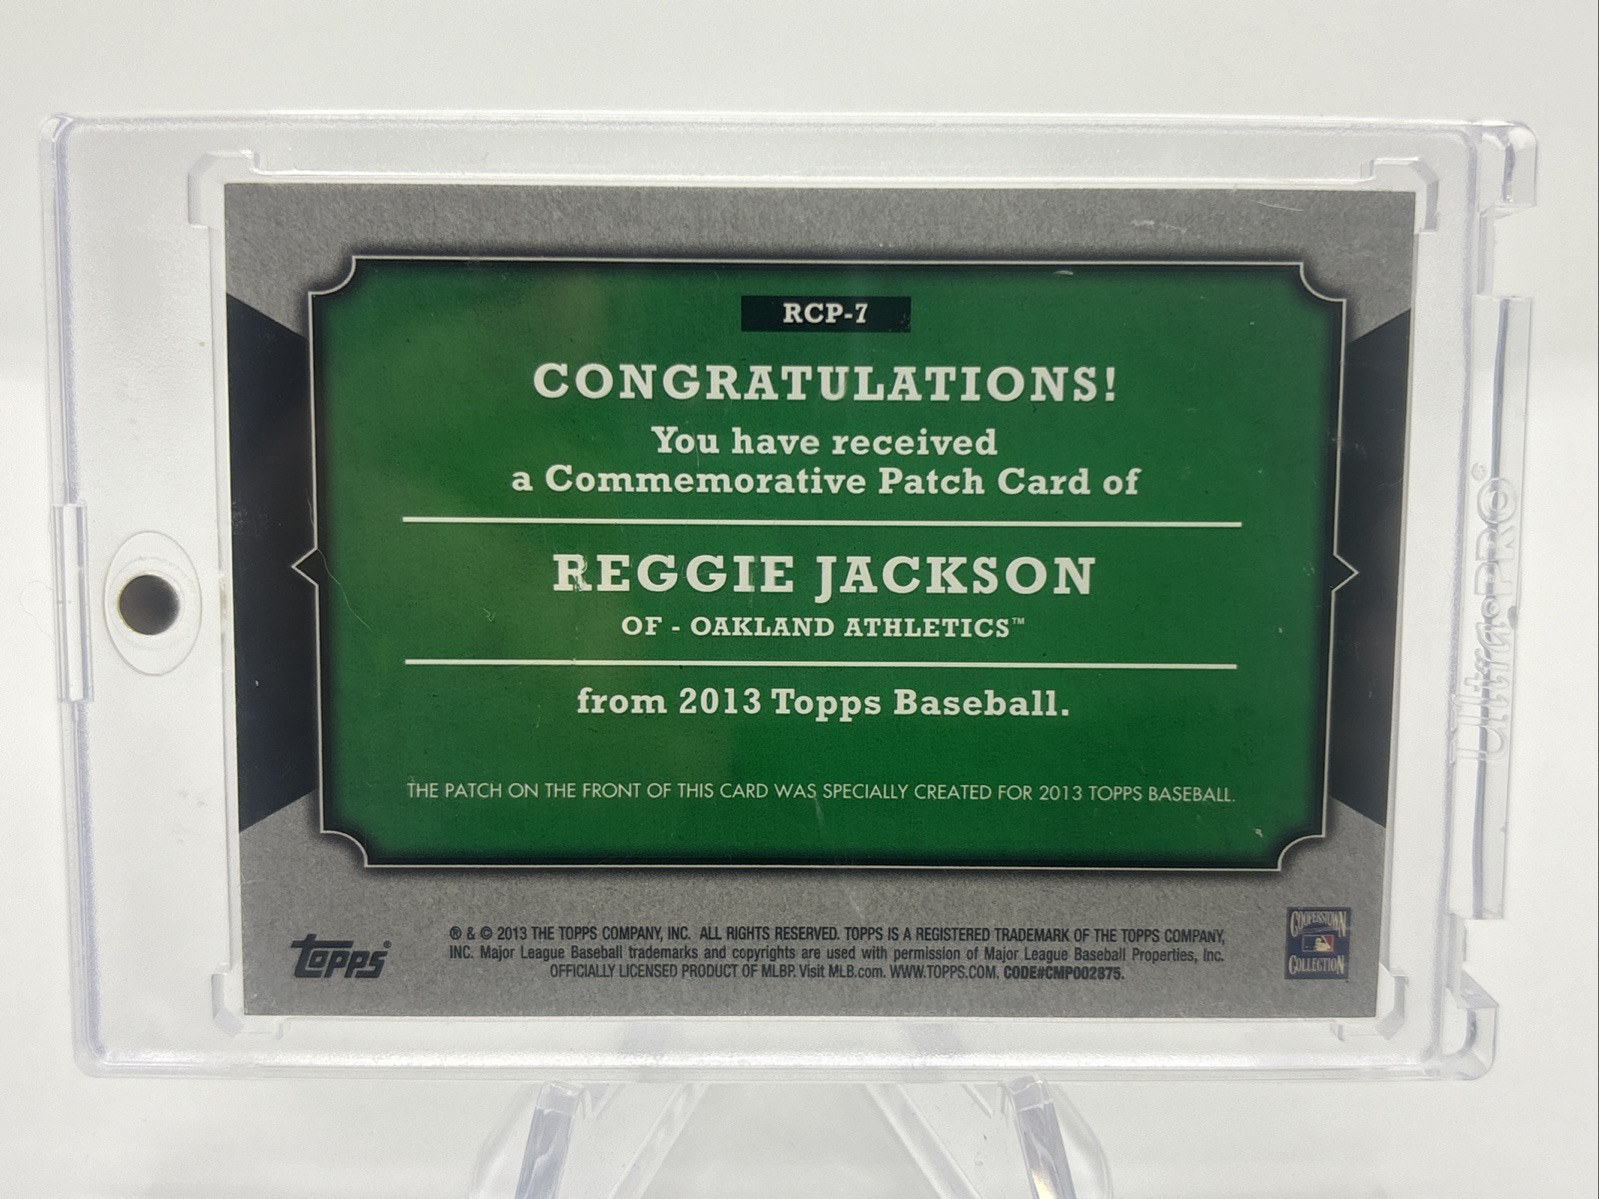 RCP-7
CONGRATULATIONS!
You have received
a Commemorative Patch Card of
REGGIE JACKSON
OF - OAKLAND ATHLETICS™
from 2013 Topps Baseball.
THE PATCH ON THE FRONT OF THIS CARD WAS SPECIALLY CREATED FOR 2013 TOPPS BASEBALL.
Topps®
® & © 2013 THE TOPPS COMPANY, INC. ALL RIGHTS RESERVED. TOPPS IS A REGISTERED TRADEMARK OF THE TOPPS COMPANY,
INC. Major League Baseball trademarks and copyrights are used with permission of Major League Baseball Properties, Inc.
OFFICIALLY LICENSED PRODUCT OF MLBP. Visit MLB.com. WWW.TOPPS.COM. CODE#CMP002875.
COOPERSTOWN
COLLECTION
Ultra•PRO®